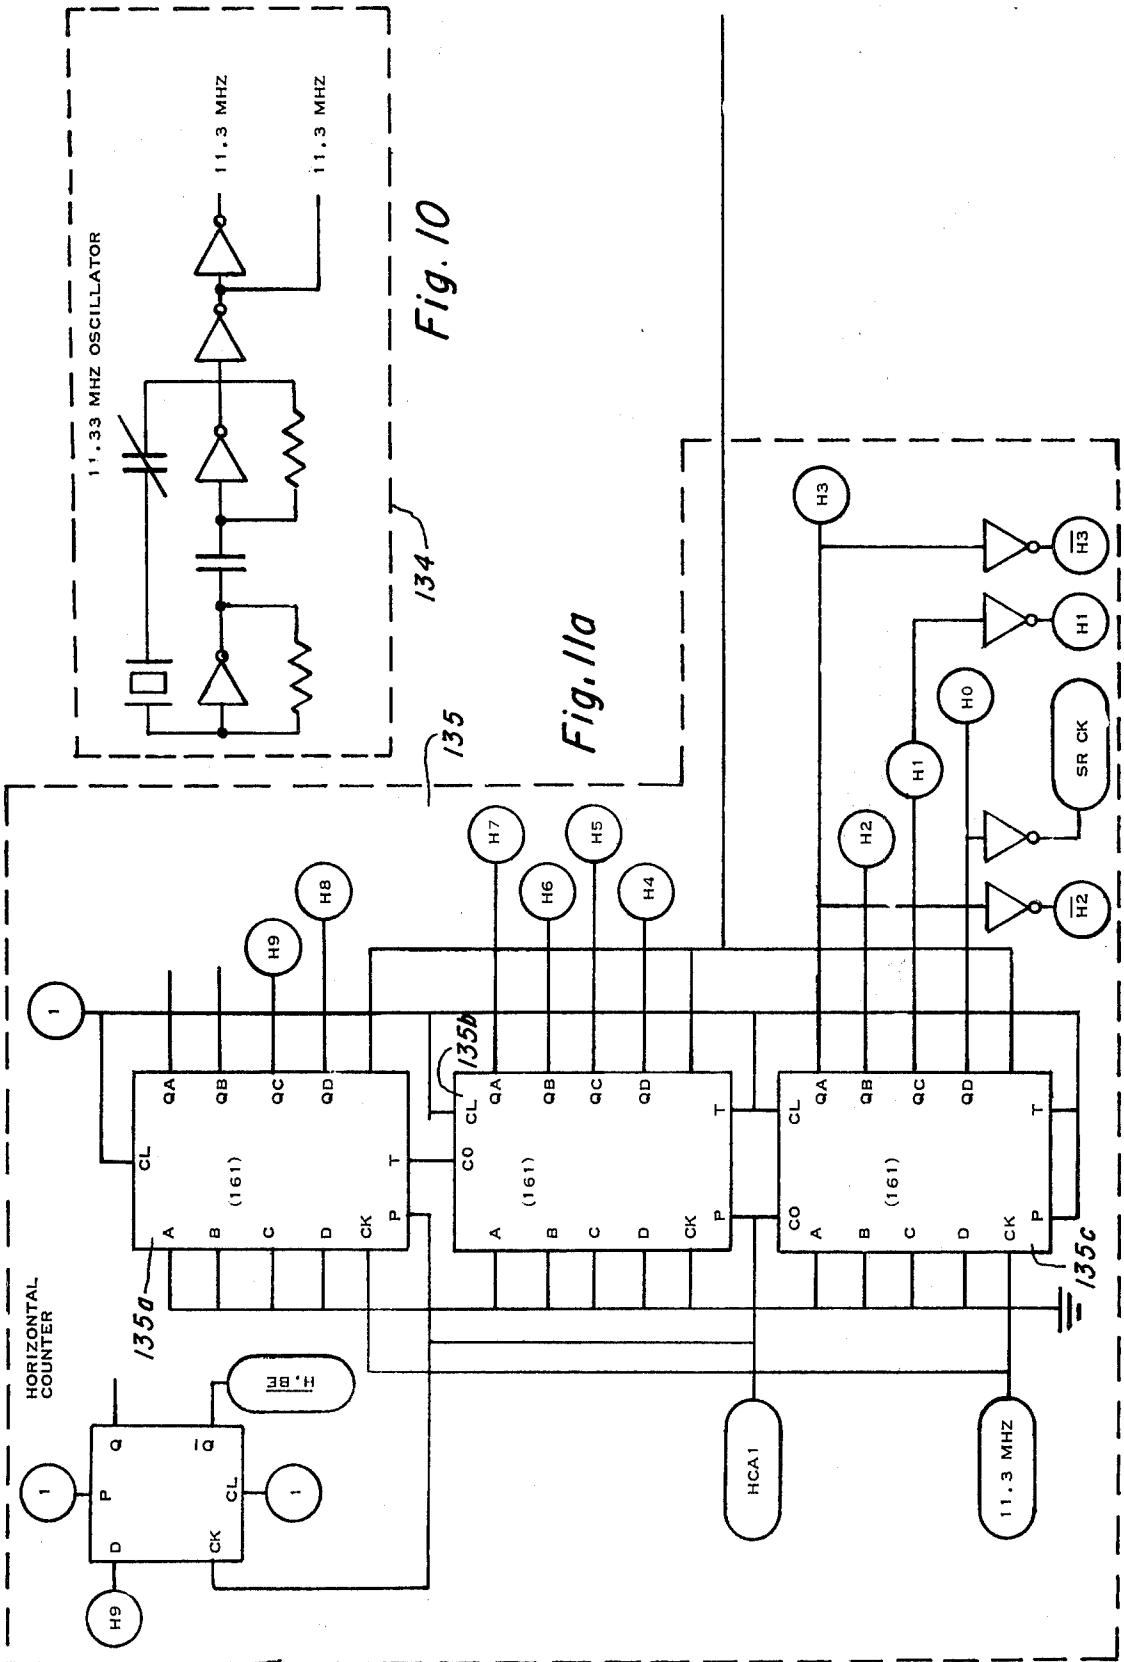 11.33 MHZ OSCILLATOR
11.3 MHZ
11.3 MHZ
134
Fig. 10
HORIZONTAL
COUNTER
135
Fig. 11a
H9
D
P
1
Q
Q
CK
CL
1
H, BE
135a
A
B
C
D
CK
P
T
CL
(161)
QA
QB
QC
QD
1
H9
H8
135b
A
B
C
D
CK
P
T
CO
CL
(161)
QA
QB
QC
QD
H7
H6
H5
H4
135c
A
B
C
D
CK
P
T
CO
CL
(161)
QA
QB
QC
QD
H3
H2
H1
H0
HCA1
11.3 MHZ
H2
SR CK
H1
H3